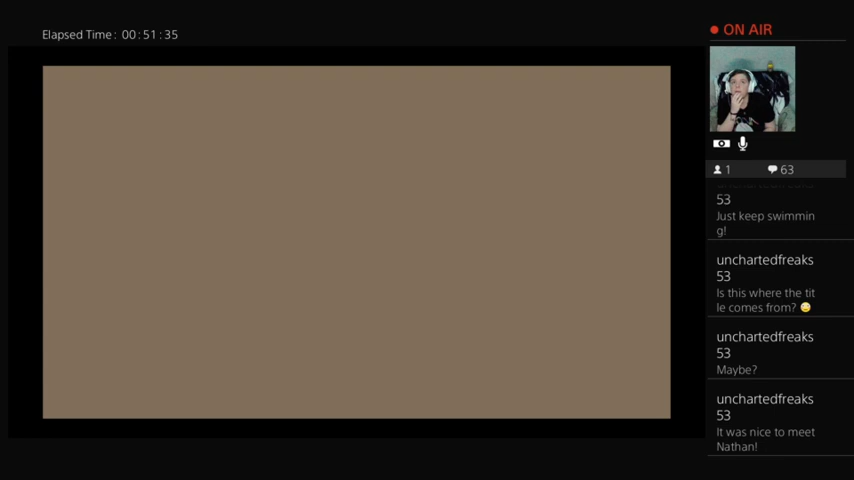 Elapsed Time: 00:51:35
ON AIR
1
63
53
Just keep swimmin
g!
unchartedfreaks
53
Is this where the tit
le comes from?
unchartedfreaks
53
Maybe?
unchartedfreaks
53
It was nice to meet
Nathan!